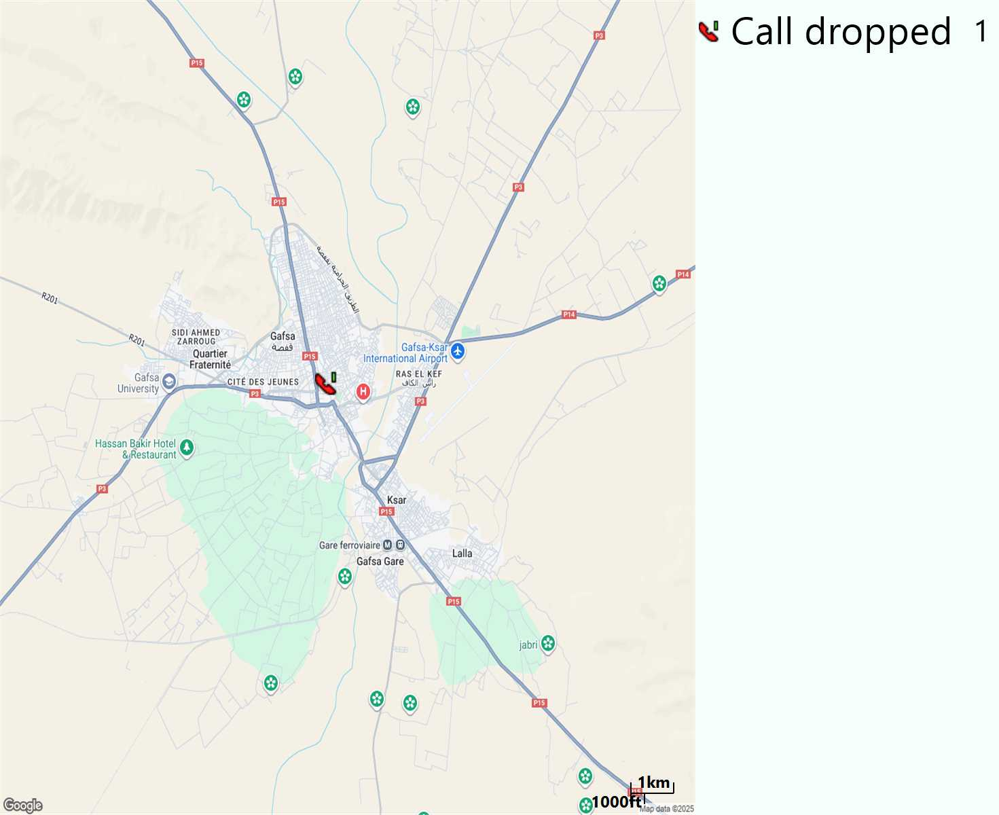 Call dropped 1
P3
P15
P3
P15
P14
الطريق الحزامية بقفصة
R201
P14
SIDI AHMED
ZARROUG
Gafsa
قفصة
R201
Gafsa-Ksar
International Airport
Quartier
Fraternité
P15
RAS EL KEF
راس الكاف
Gafsa
University
CITÉ DES JEUNES
H
P3
P3
Hassan Bakir Hotel
& Restaurant
P3
Ksar
P15
Gare ferroviaire
M
Lalla
Gafsa Gare
P15
jabri
P15
1km
P15
1000ft
Google
Map data ©2025